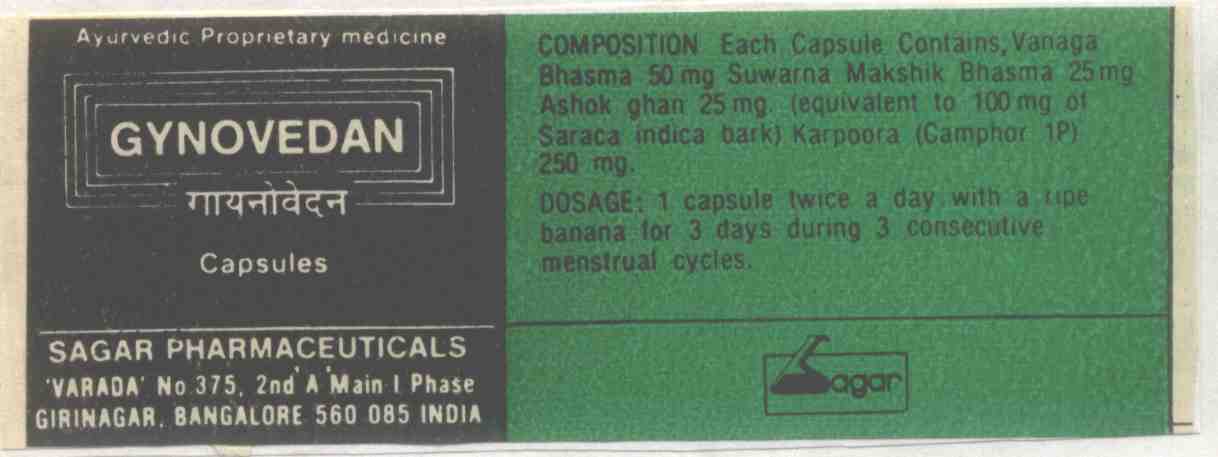 Ayurvedic Proprietary medicine
GYNOVEDAN
गायनोवेदन
Capsules
SAGAR PHARMACEUTICALS
'VARADA' No 375, 2nd 'A' Main I Phase
GIRINAGAR, BANGALORE 560 085 INDIA
COMPOSITION Each Capsule Contains, Vanaga
Bhasma 50 mg Suwarna Makshik Bhasma 25 mg
Ashok ghan 25 mg. (equivalent to 100 mg of
Saraca indica bark) Karpoora (Camphor 1P)
250 mg.
DOSAGE: 1 capsule twice a day with a ripe
banana for 3 days during 3 consecutive
menstrual cycles.
Sagar